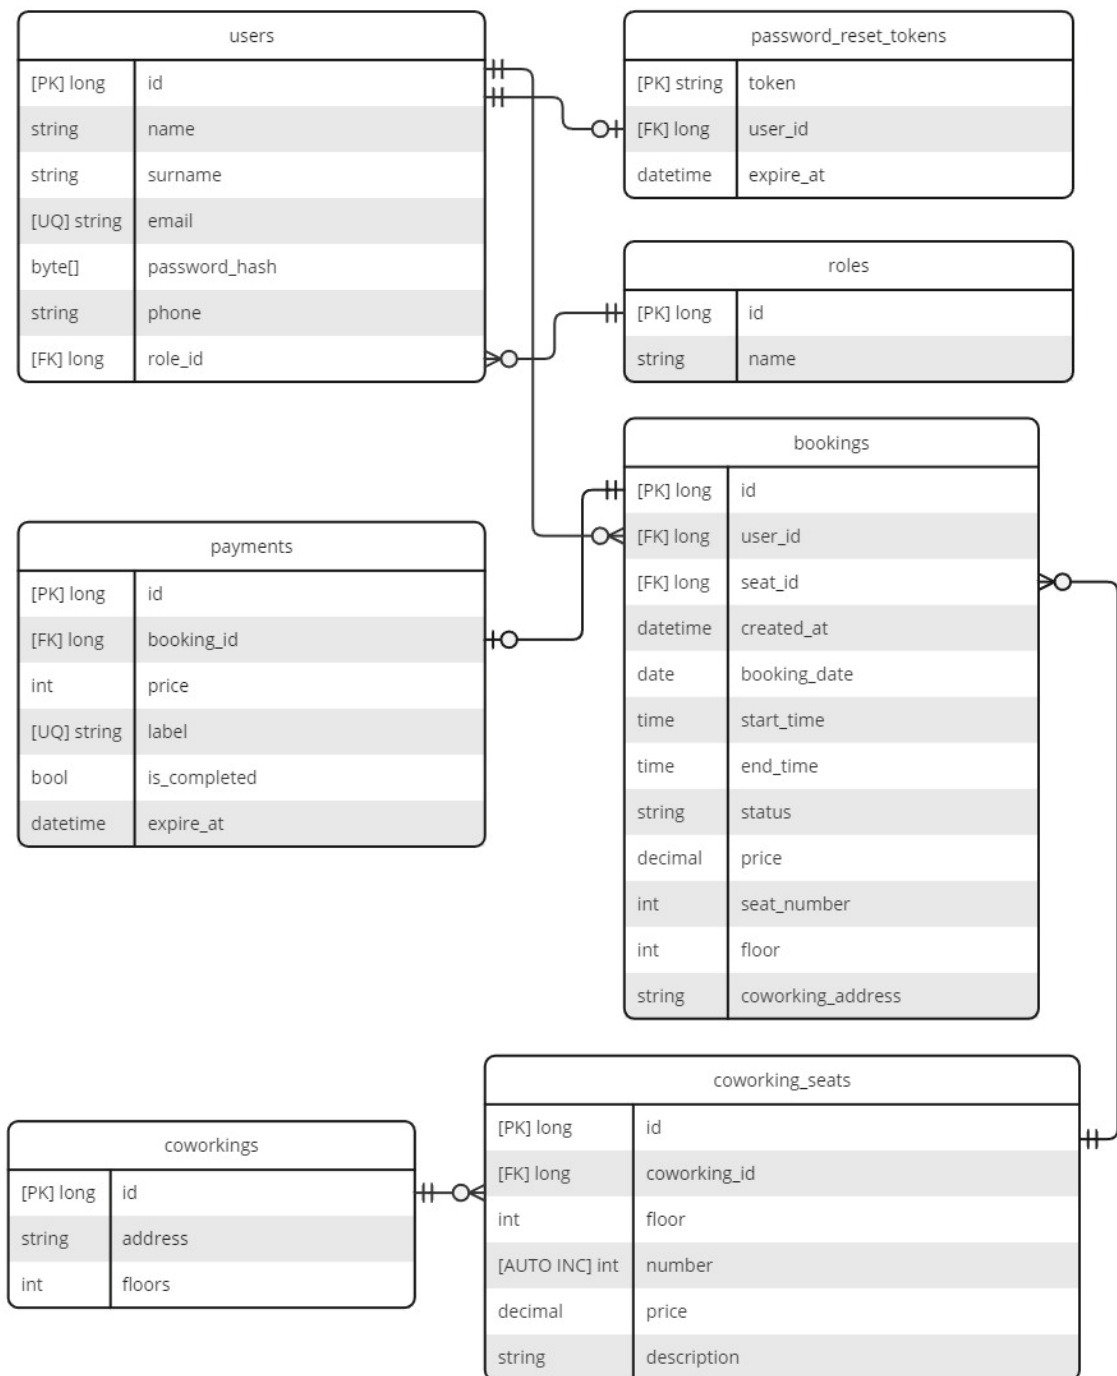 users
[PK] long id
string name
string surname
[UQ] string email
byte[] password_hash
string phone
[FK] long role_id
password_reset_tokens
[PK] string token
[FK] long user_id
datetime expire_at
roles
[PK] long id
string name
bookings
[PK] long id
[FK] long user_id
[FK] long seat_id
datetime created_at
date booking_date
time start_time
time end_time
string status
decimal price
int seat_number
int floor
string coworking_address
payments
[PK] long id
[FK] long booking_id
int price
[UQ] string label
bool is_completed
datetime expire_at
coworking_seats
[PK] long id
[FK] long coworking_id
int floor
[AUTO INC] int number
decimal price
string description
coworkings
[PK] long id
string address
int floors